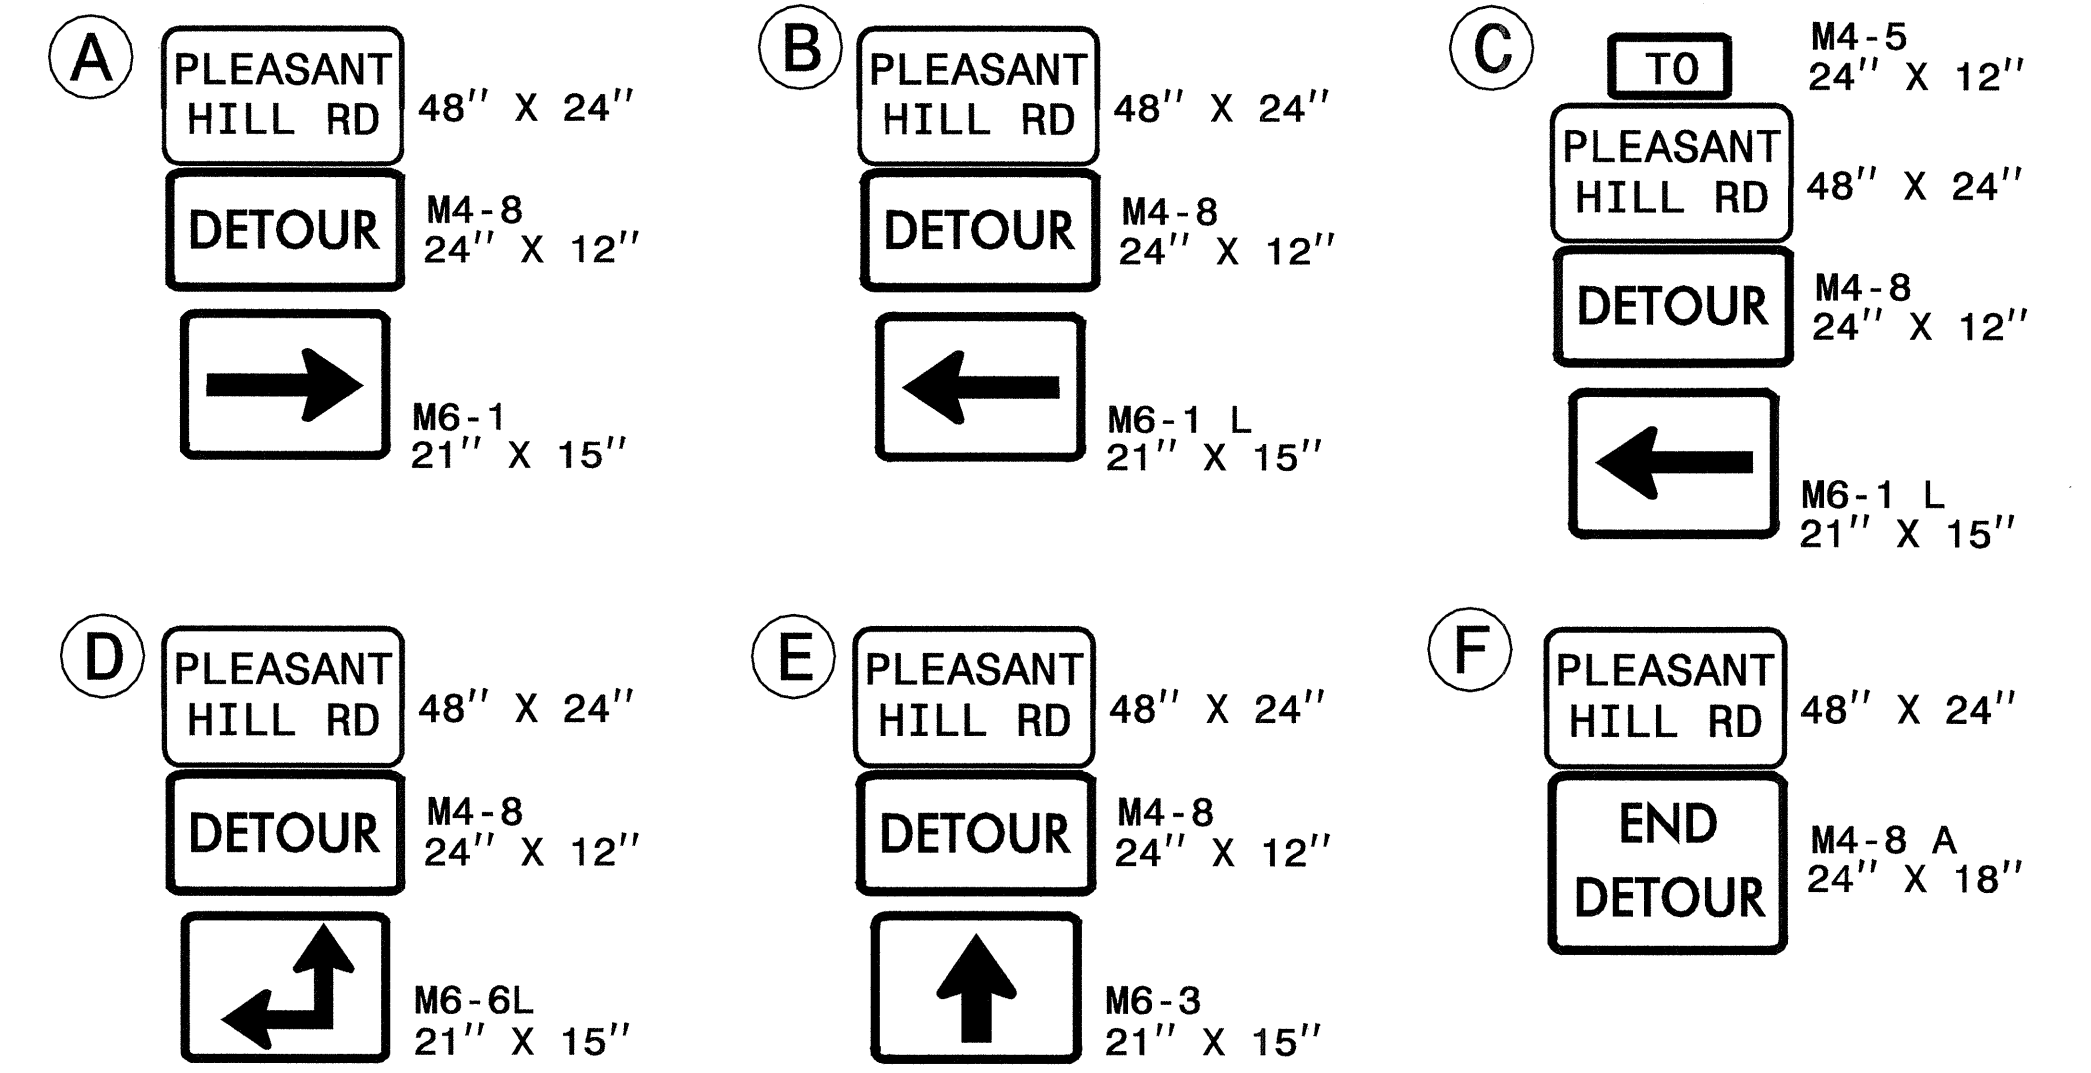 A
PLEASANT
HILL RD
48" X 24"
DETOUR
M4-8
24" X 12"
M6-1
21" X 15"
B
PLEASANT
HILL RD
48" X 24"
DETOUR
M4-8
24" X 12"
M6-1 L
21" X 15"
C
TO
M4-5
24" X 12"
PLEASANT
HILL RD
48" X 24"
DETOUR
M4-8
24" X 12"
M6-1 L
21" X 15"
D
PLEASANT
HILL RD
48" X 24"
DETOUR
M4-8
24" X 12"
M6-6L
21" X 15"
E
PLEASANT
HILL RD
48" X 24"
DETOUR
M4-8
24" X 12"
M6-3
21" X 15"
F
PLEASANT
HILL RD
48" X 24"
END
DETOUR
M4-8 A
24" X 18"